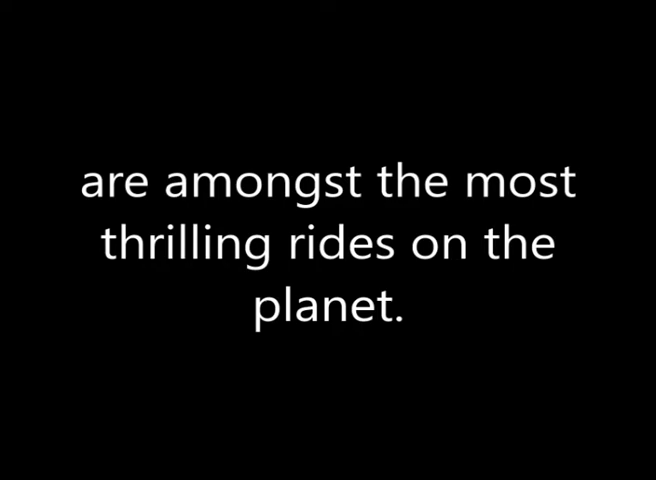 are amongst the most
thrilling rides on the
planet.